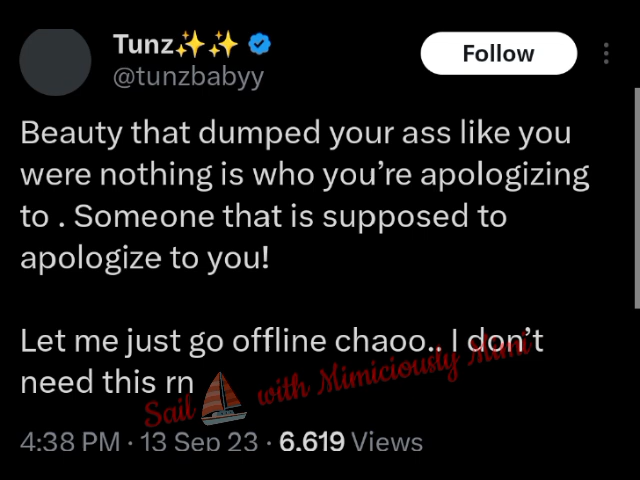 Tunz✨✨
@tunzbabyy
Follow
Beauty that dumped your ass like you
were nothing is who you're apologizing
to . Someone that is supposed to
apologize to you!
Let me just go offline chaoo.. I don't
need this rn
Sail with Mimiciously Mimi
4:38 PM · 13 Sep 23 · 6,619 Views